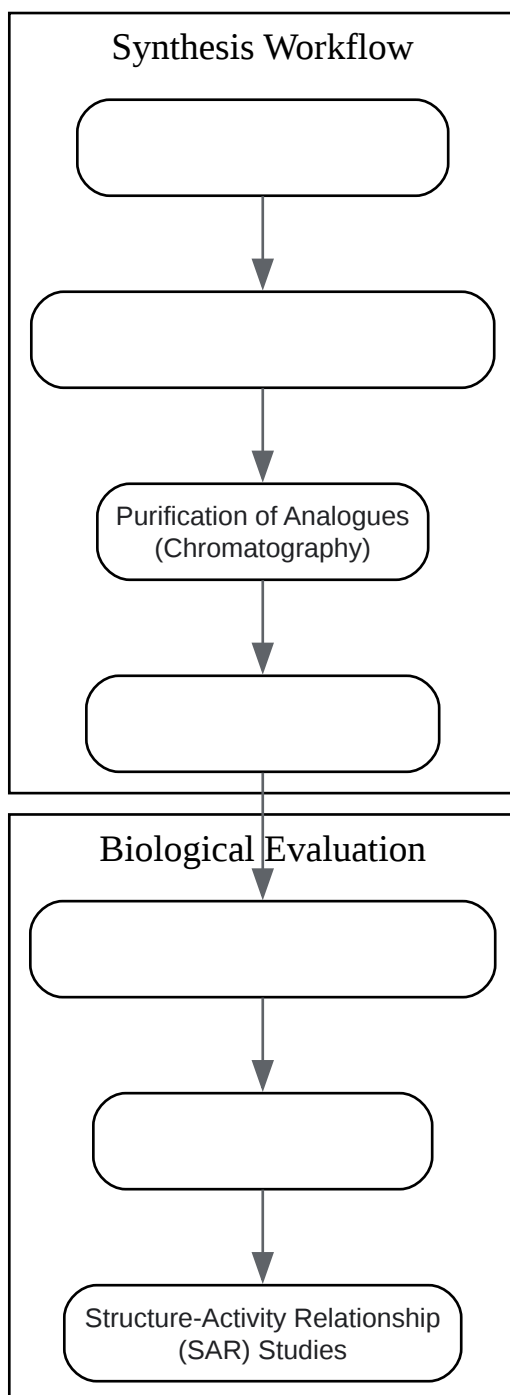 Synthesis Workflow
Purification of Analogues
(Chromatography)
Biological Evaluation
Structure-Activity Relationship
(SAR) Studies